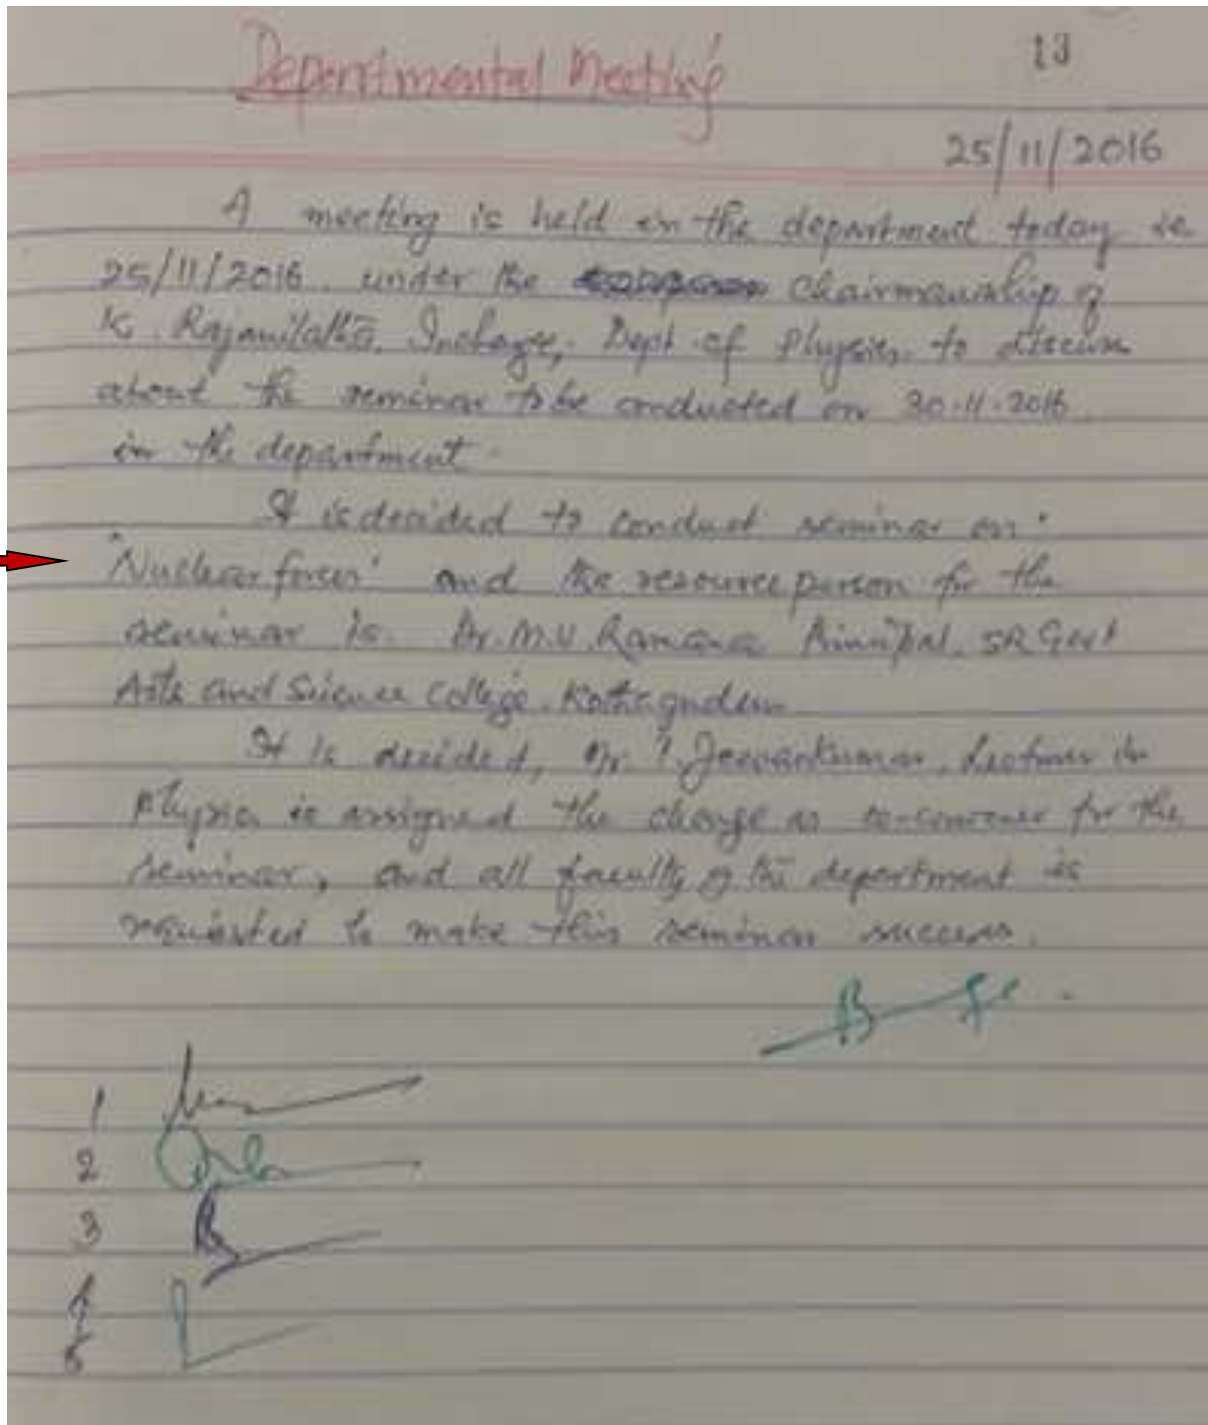 Departmental Meeting
13
25/11/2016
A meeting is held in the department today ie
25/11/2016. under the chairmanship of
K. Rajanilatha, Incharge, Dept. of Physics, to discuss
about the seminar to be conducted on 30-11-2016.
in the department.
It is decided to conduct seminar on
"Nuclear forces" and the resource person for the
seminar is Dr. M.V. Ramana Principal, SR Govt
Arts and Science College, Kothagudem
It is decided, Jeevankumar, Lecturer in
Physics is assigned the charge as co-convener for the
seminar, and all faculty of the department is
requested to make this seminar success.
1
2
3
4
5